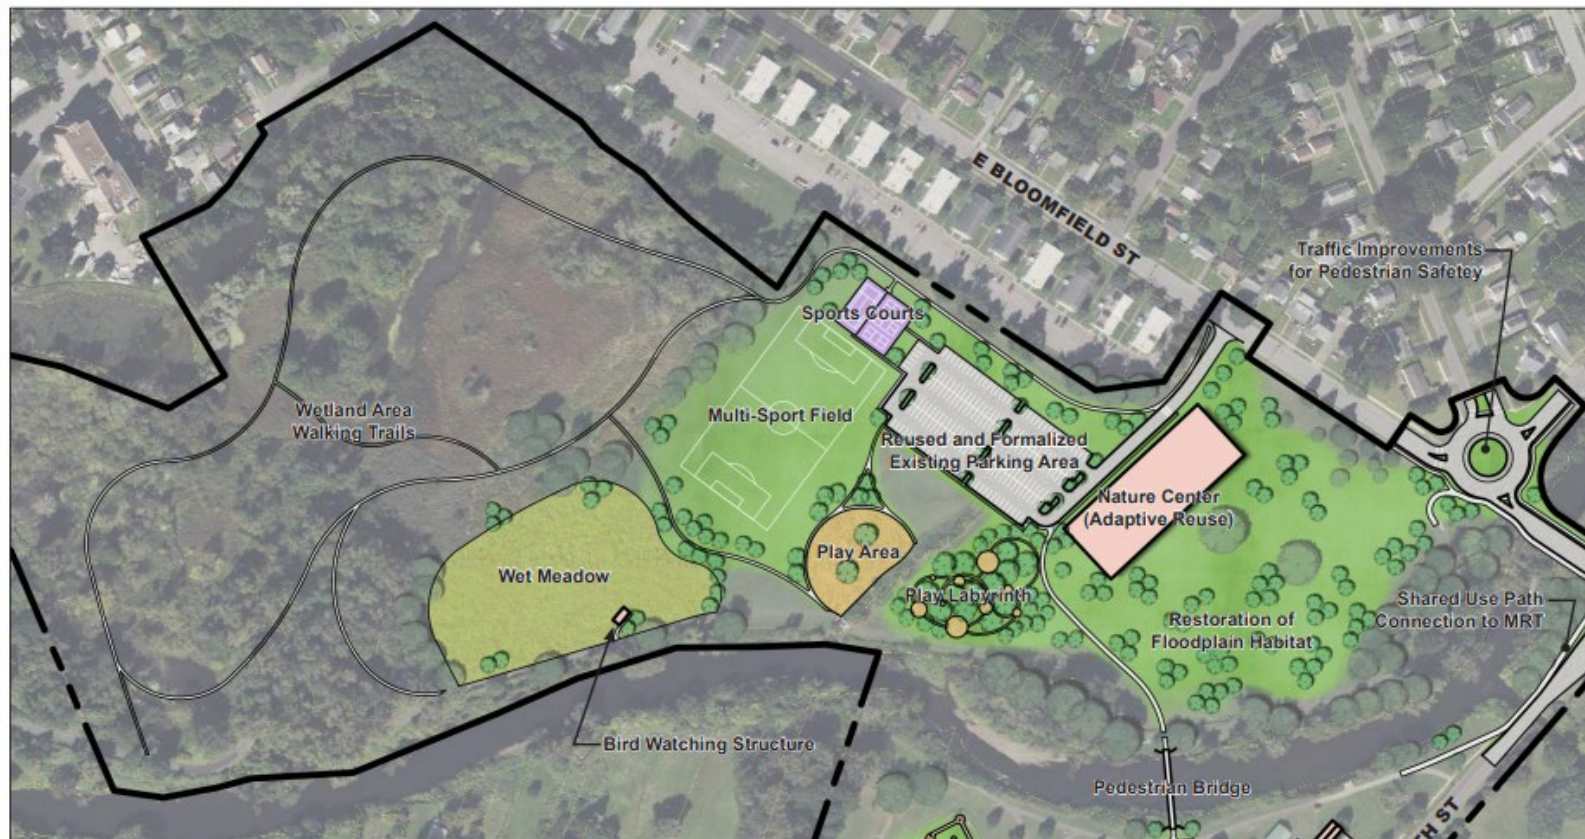 E BLOOMFIELD ST
Traffic Improvements
for Pedestrian Safetey
Sports Courts
Wetland Area
Walking Trails
Multi-Sport Field
Reused and Formalized
Existing Parking Area
Nature Center
(Adaptive Reuse)
Wet Meadow
Play Area
Play Labyrinth
Restoration of
Floodplain Habitat
Shared Use Path
Connection to MRT
Bird Watching Structure
Pedestrian Bridge
ST